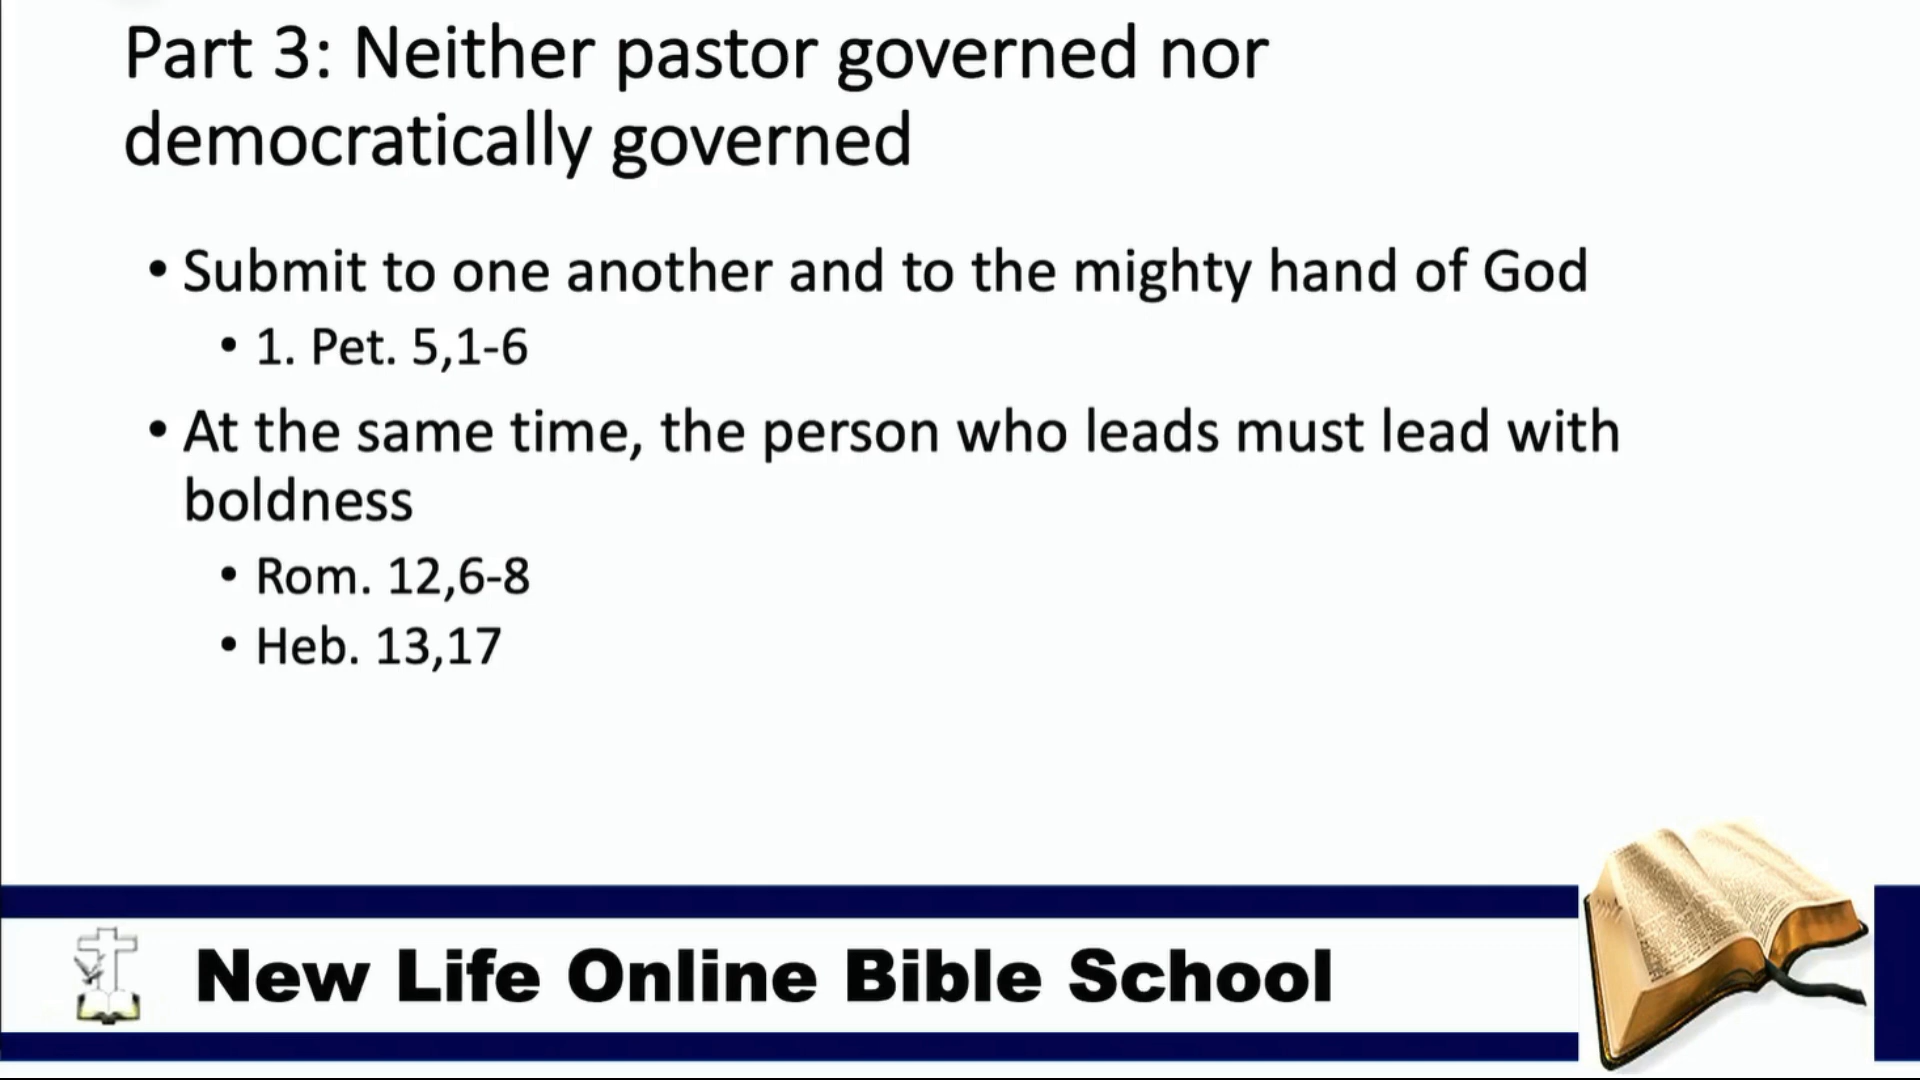 Part 3: Neither pastor governed nor
democratically governed
• Submit to one another and to the mighty hand of God
• 1. Pet. 5,1-6
• At the same time, the person who leads must lead with
boldness
• Rom. 12,6-8
• Heb. 13,17
New Life Online Bible School